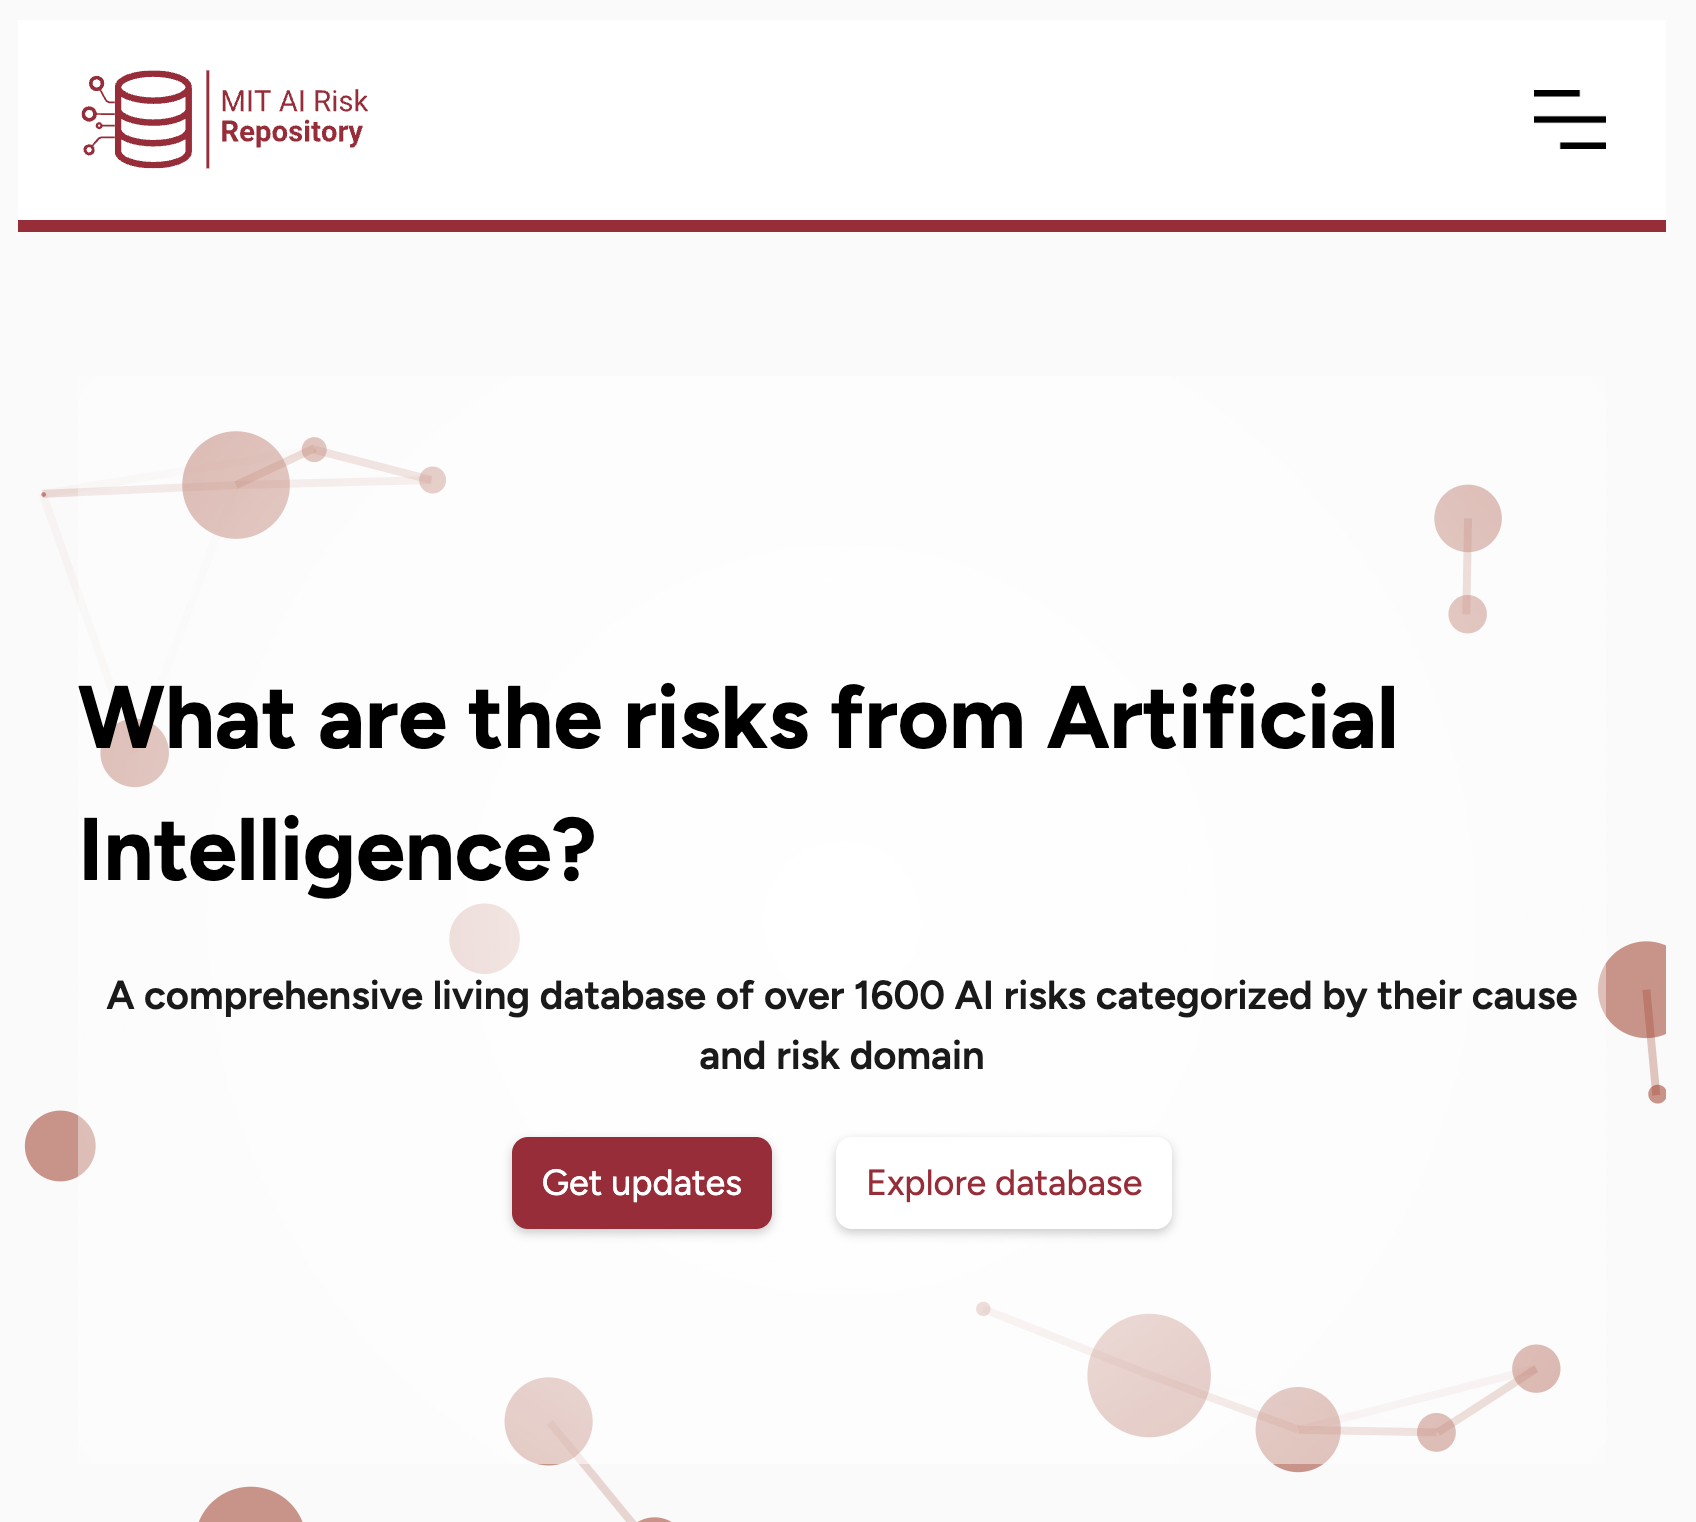 MIT AI Risk
Repository
What are the risks from Artificial
Intelligence?
A comprehensive living database of over 1600 AI risks categorized by their cause
and risk domain
Get updates
Explore database